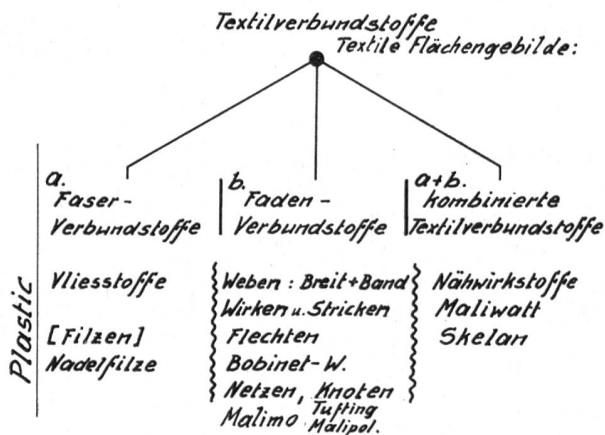 Textilverbundstoffe
Textile Flächengebilde:
Plastic
a.
Faser-
Verbundstoffe
Vliesstoffe
[Filzen]
Nadelfilze
b.
Faden-
Verbundstoffe
Weben: Breit+Band
Wirken u. Stricken
Flechten
Bobinet-W.
Netzen, Knoten
Malimo Tufting
Malipol.
a+b.
kombinierte
Textilverbundstoffe
Nähwirkstoffe
Maliwatt
Skelan